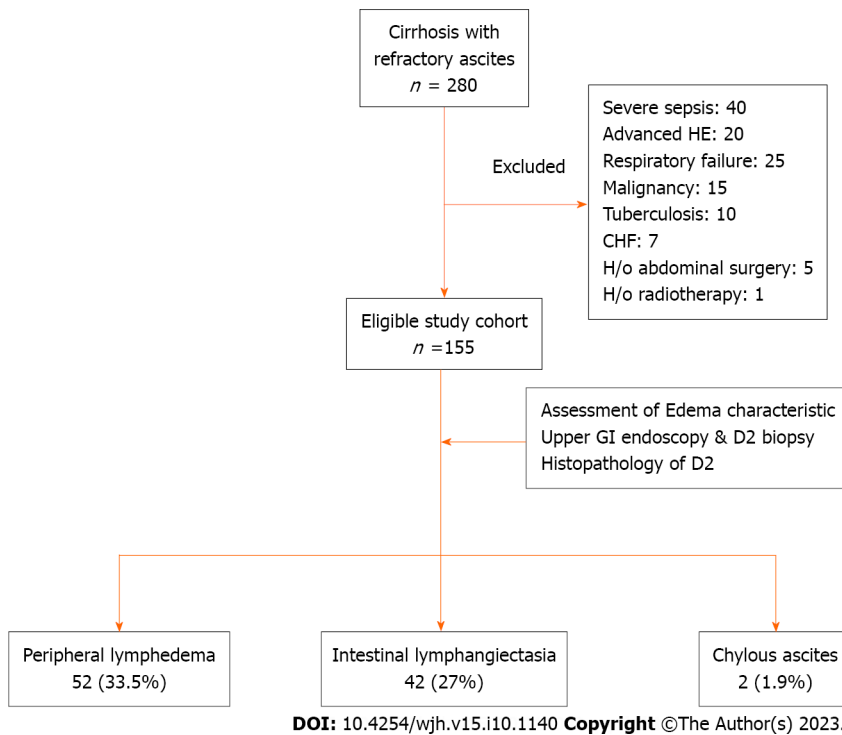 Cirrhosis with
refractory ascites
n = 280
Excluded
Severe sepsis: 40
Advanced HE: 20
Respiratory failure: 25
Malignancy: 15
Tuberculosis: 10
CHF: 7
H/o abdominal surgery: 5
H/o radiotherapy: 1
Eligible study cohort
n =155
Assessment of Edema characteristic
Upper GI endoscopy & D2 biopsy
Histopathology of D2
Peripheral lymphedema
52 (33.5%)
Intestinal lymphangiectasia
42 (27%)
Chylous ascites
2 (1.9%)
DOI: 10.4254/wjh.v15.i10.1140 Copyright ©The Author(s) 2023.